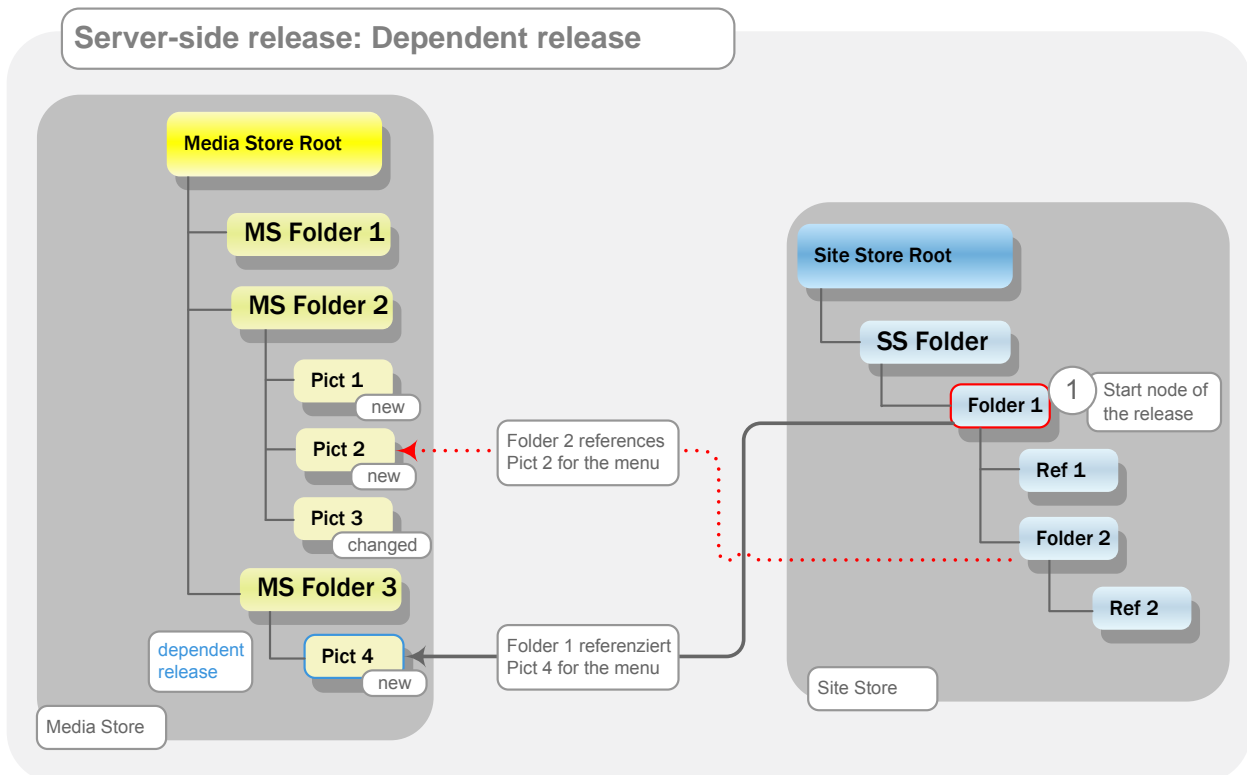 Server-side release: Dependent release
Media Store Root
MS Folder 1
MS Folder 2
Pict 1
new
Pict 2
new
Pict 3
changed
MS Folder 3
dependent
release
Pict 4
new
Media Store
Folder 2 references
Pict 2 for the menu
Folder 1 referenziert
Pict 4 for the menu
Site Store Root
SS Folder
Folder 1
1
Start node of
the release
Ref 1
Folder 2
Ref 2
Site Store